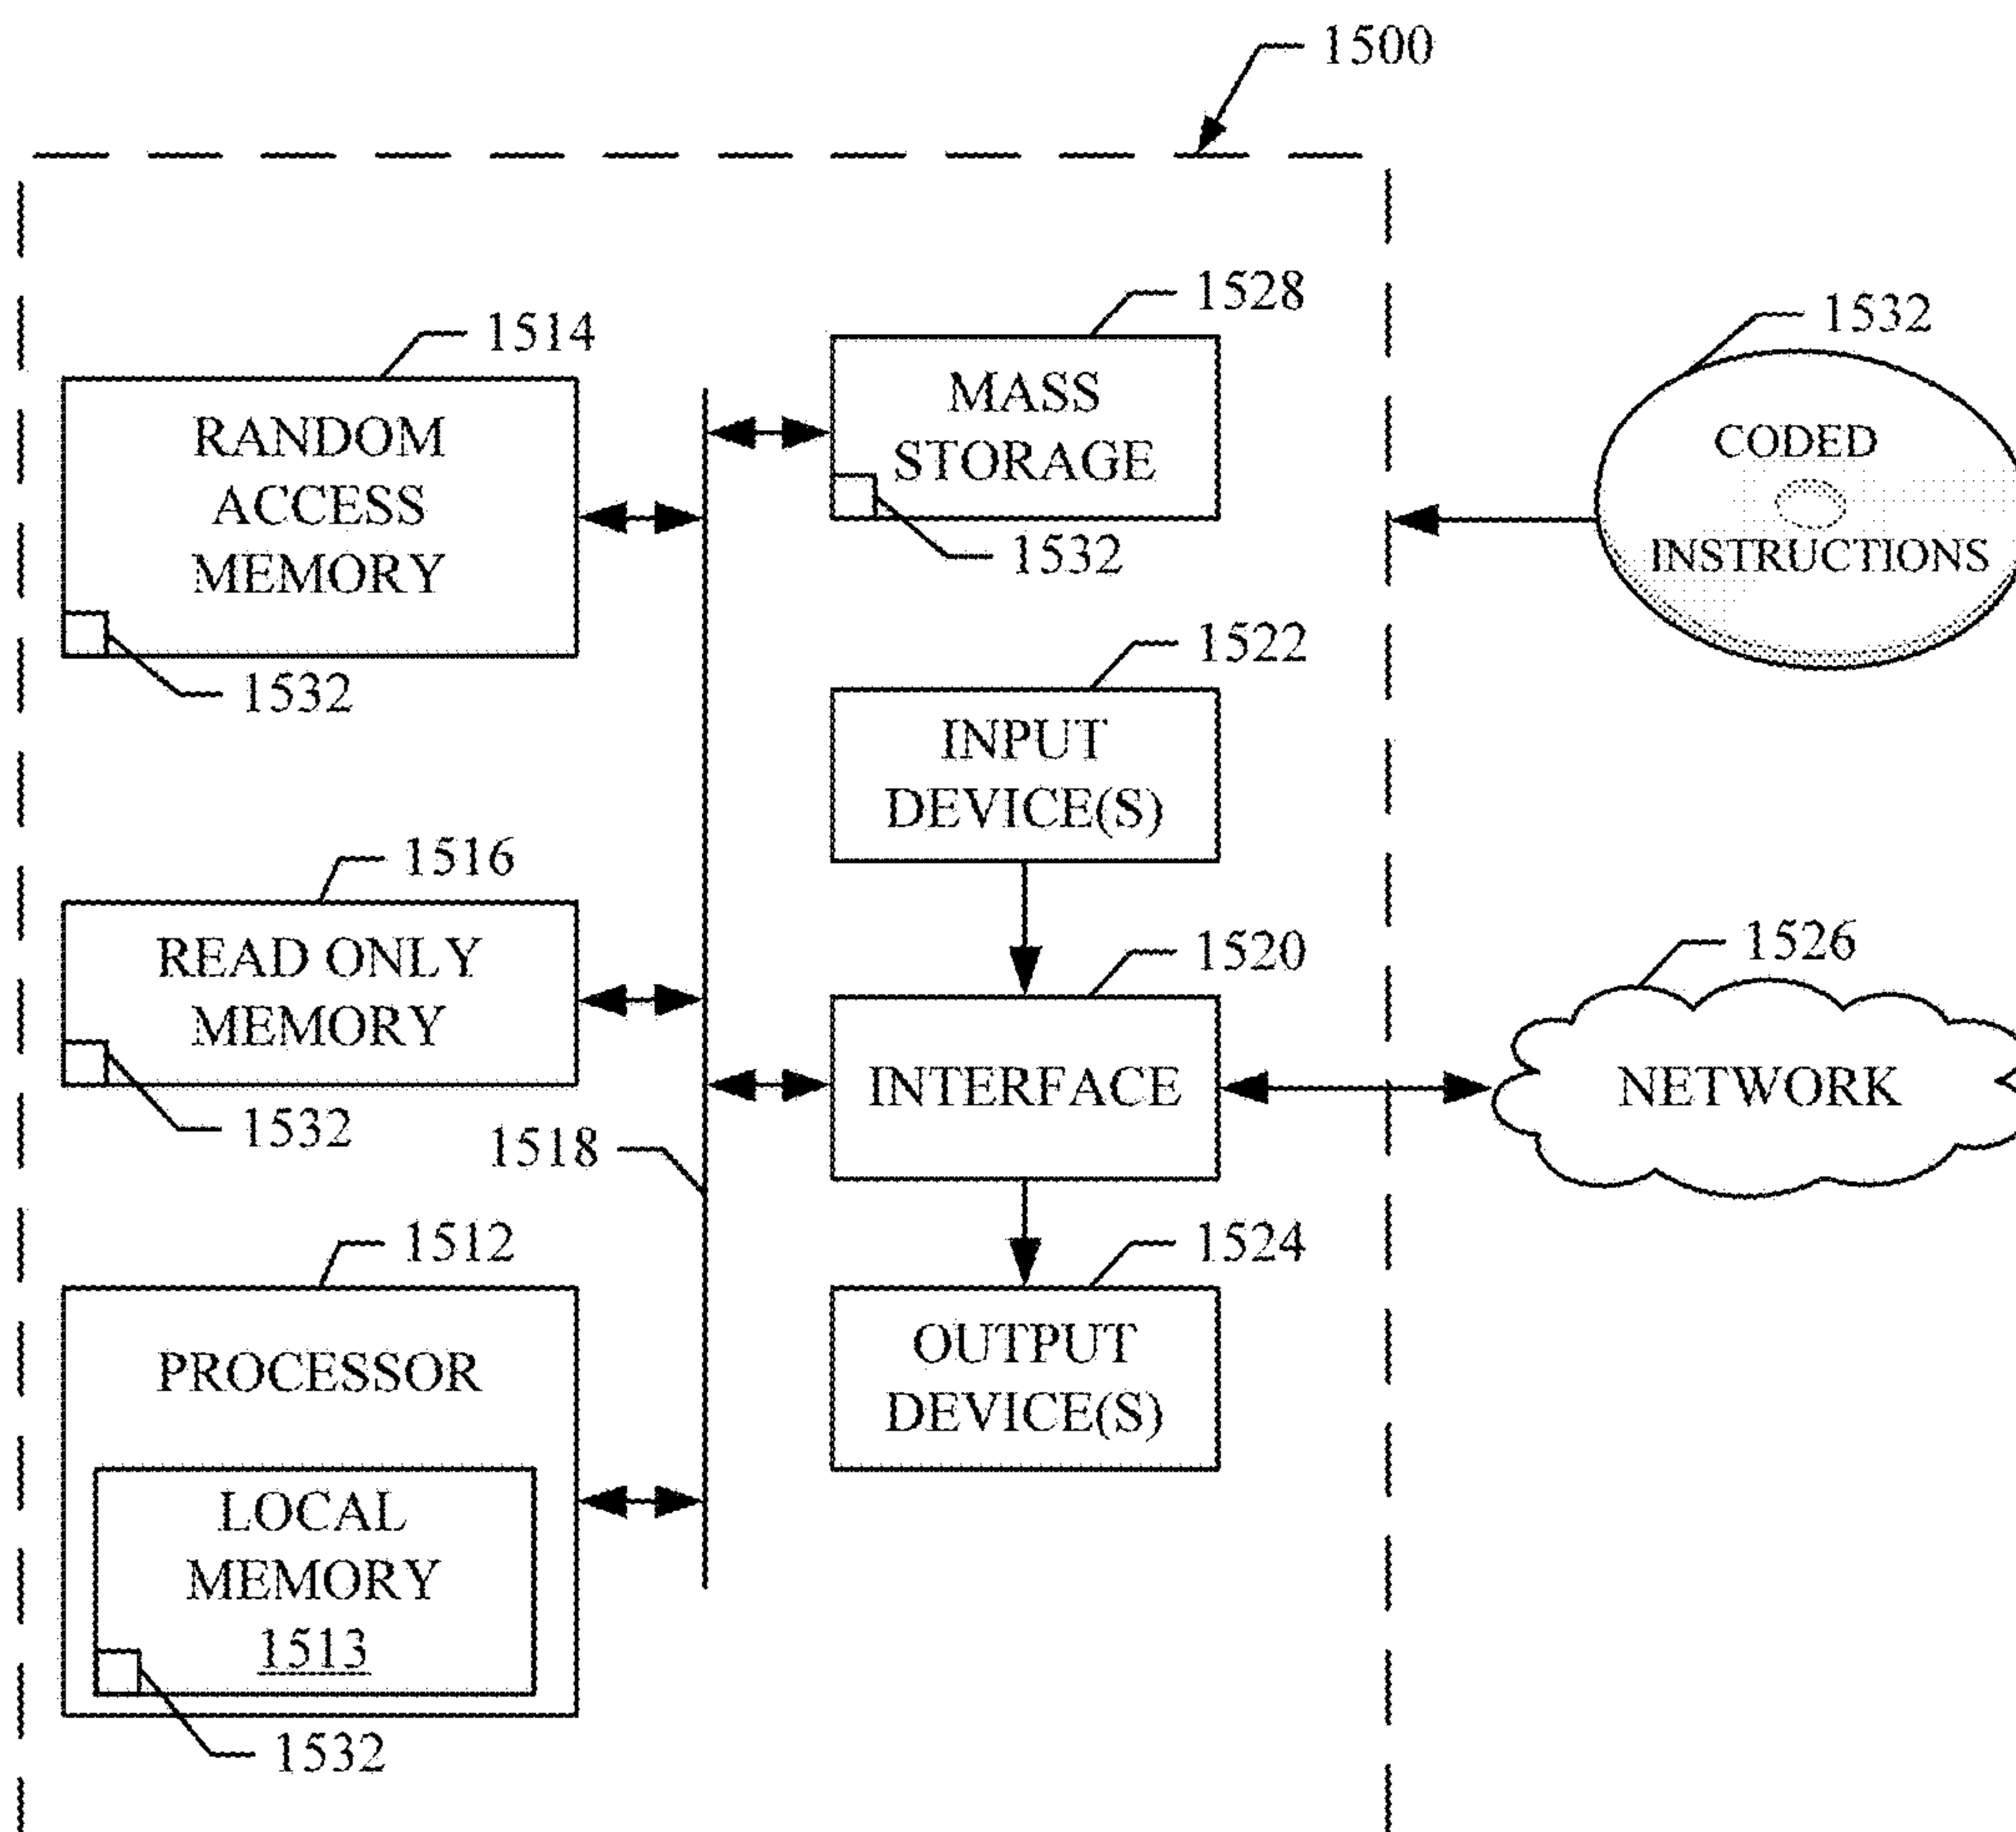 1500
1528
1514
1532
MASS
STORAGE
RANDOM
ACCESS
MEMORY
CODED
INSTRUCTIONS
1532
1532
1522
INPUT
DEVICE(S)
1516
READ ONLY
MEMORY
1532
1520
INTERFACE
1526
NETWORK
1518
1512
PROCESSOR
LOCAL
MEMORY
1513
1532
1524
OUTPUT
DEVICE(S)